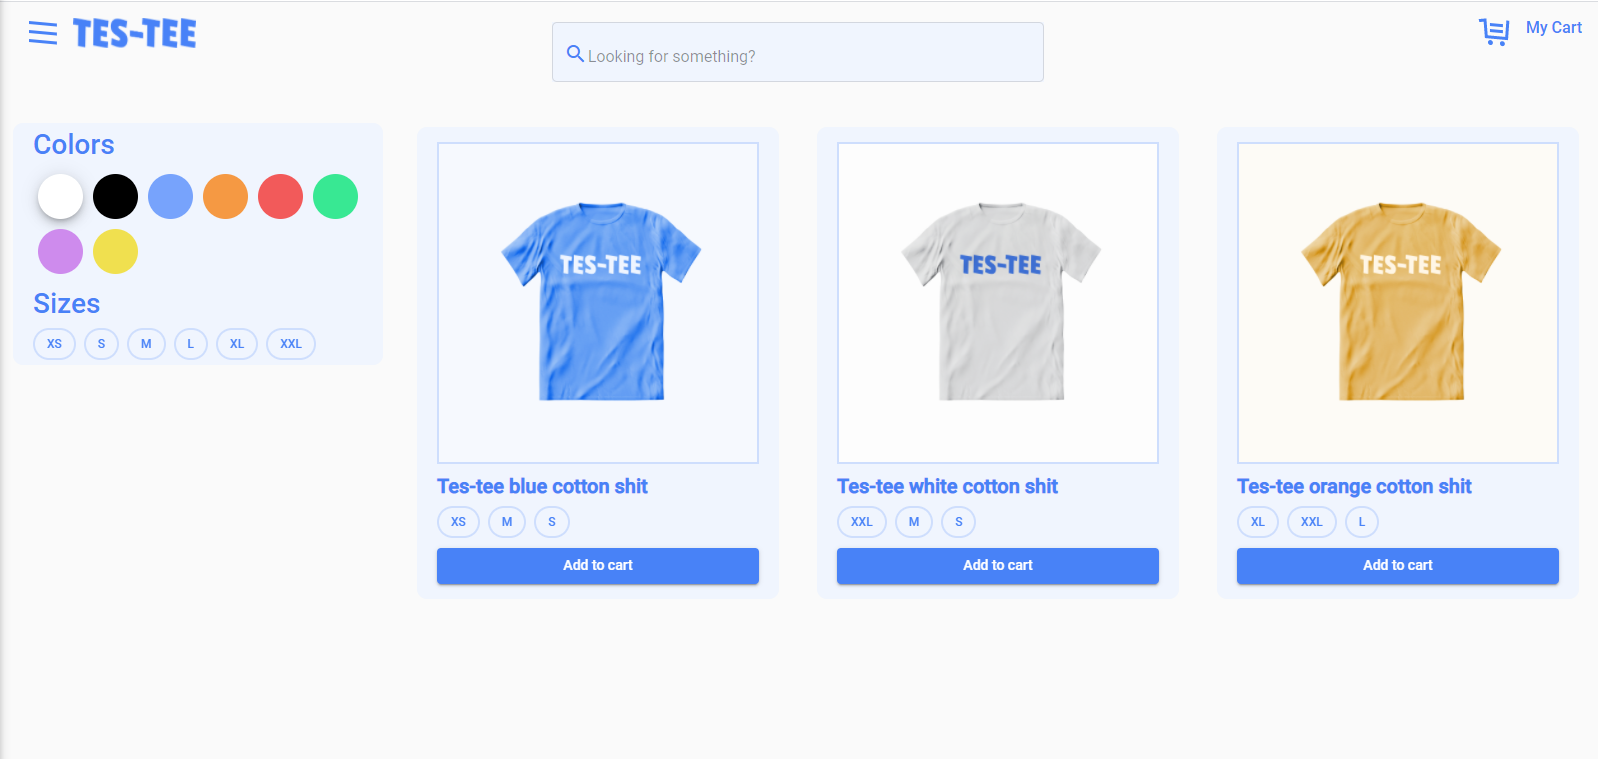 TES-TEE
Looking for something?
My Cart
Colors
Sizes
XS S M L XL XXL
TES-TEE
Tes-tee blue cotton shit
XS M S
Add to cart
TES-TEE
Tes-tee white cotton shit
XXL M S
Add to cart
TES-TEE
Tes-tee orange cotton shit
XL XXL L
Add to cart